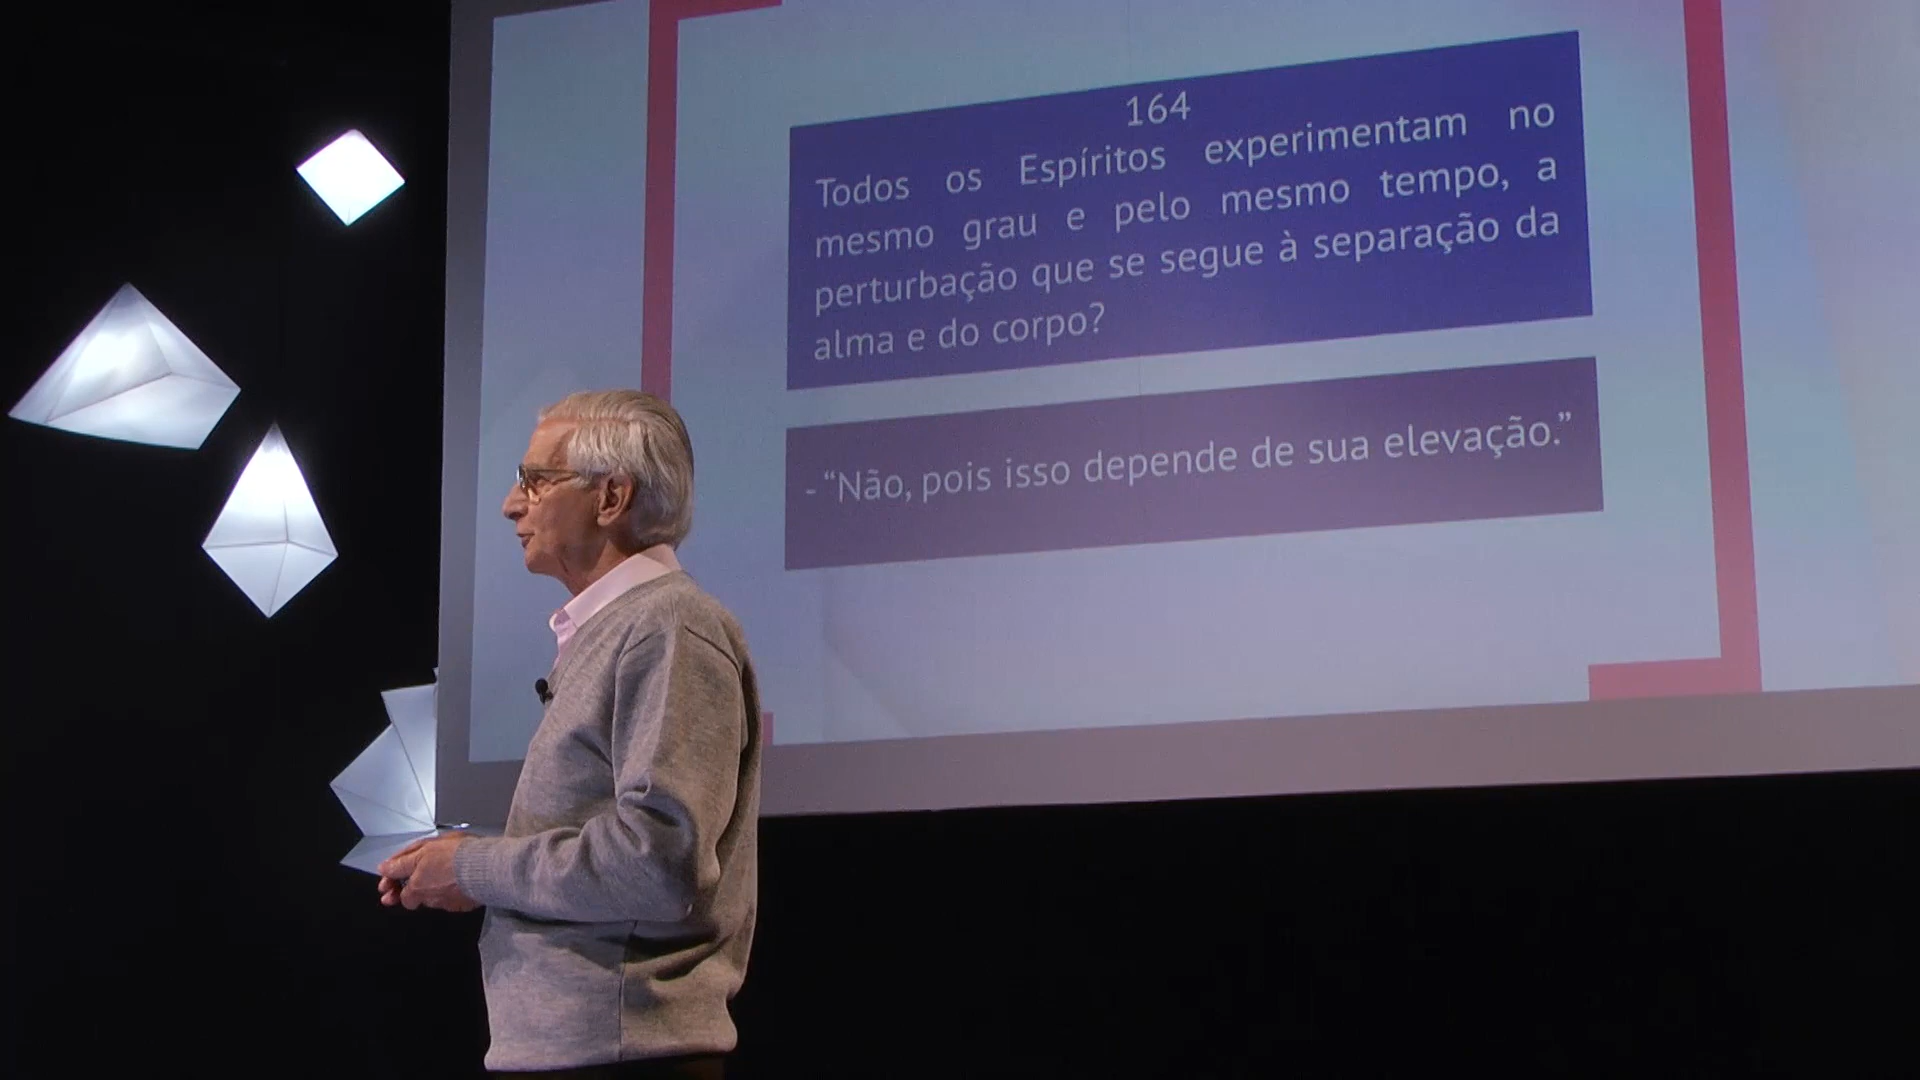 164
Todos os Espíritos experimentam no
mesmo grau e pelo mesmo tempo, a
perturbação que se segue à separação da
alma e do corpo?
- “Não, pois isso depende de sua elevação.”